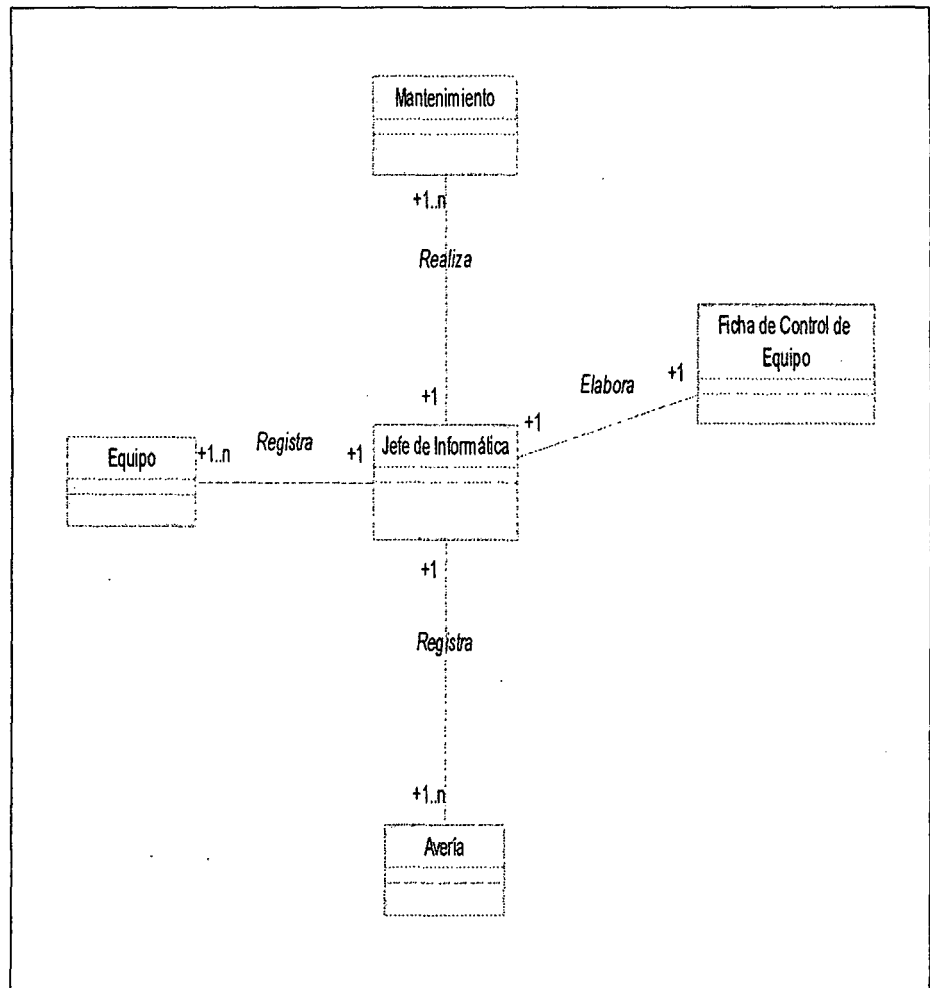 Mantenimiento
+1..n
Realiza
+1
Ficha de Control de
Equipo
+1
Elabora
+1
Jefe de Informática
Equipo
+1..n
Registra
+1
+1
Registra
+1..n
Avería